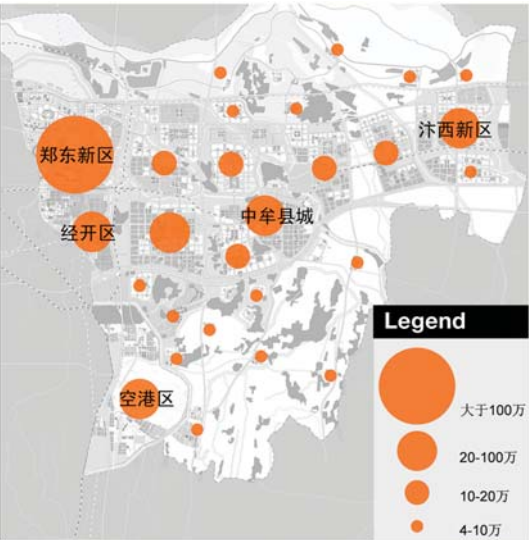 汴西新区
郑东新区
中牟县城
经开区
Legend
大于100万
空港区
20-100万
10-20万
4-10万